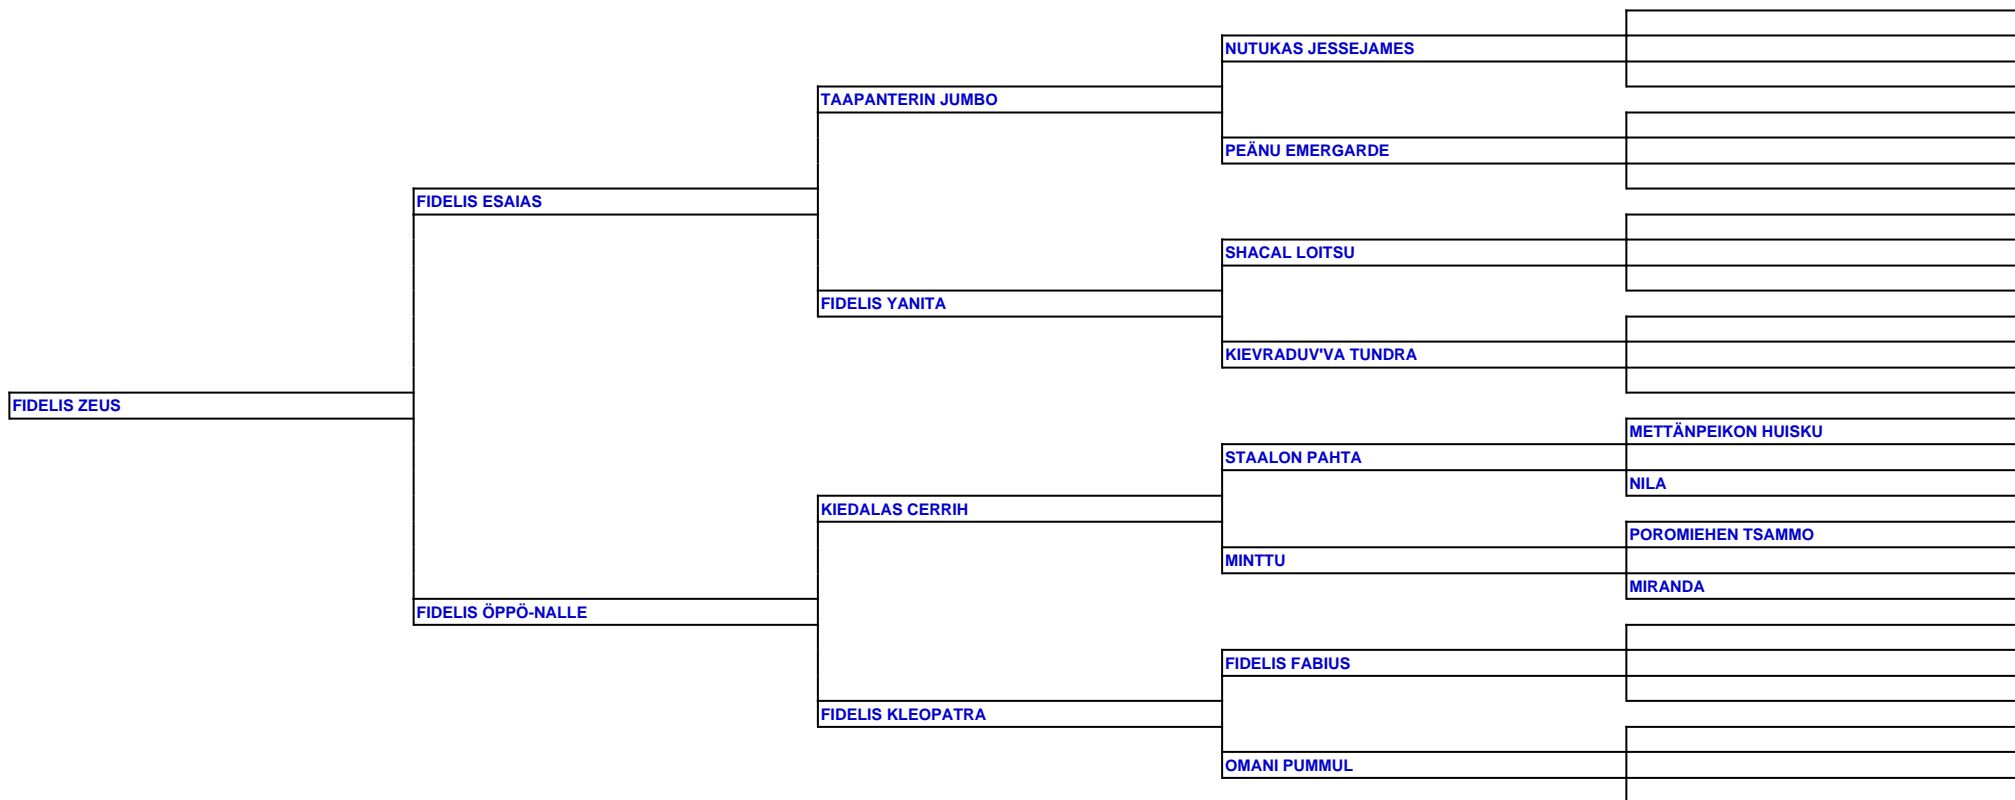 NUTUKAS JESSEJAMES
TAAPANTERIN JUMBO
PEÄNU EMERGARDE
FIDELIS ESAIAS
SHACAL LOITSU
FIDELIS YANITA
KIEVRADUV'VA TUNDRA
FIDELIS ZEUS
METTÄNPEIKON HUISKU
STAALON PAHTA
NILA
KIEDALAS CERRIH
POROMIEHEN TSAMMO
MINTTU
MIRANDA
FIDELIS ÖPPÖ-NALLE
FIDELIS FABIUS
FIDELIS KLEOPATRA
OMANI PUMMUL